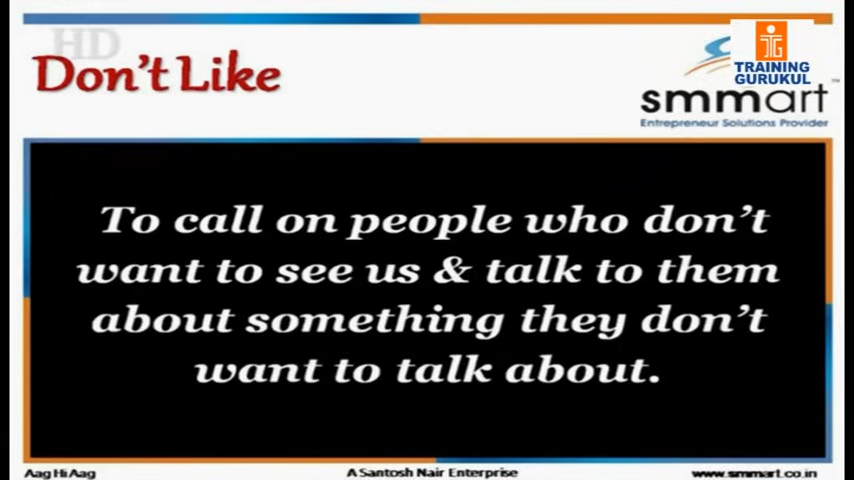 HD
Don't Like
TRAINING
GURUKUL
smmart
Entrepreneur Solutions Provider
To call on people who don't
want to see us & talk to them
about something they don't
want to talk about.
Aag Hi Aag
A Santosh Nair Enterprise
www.smmart.co.in